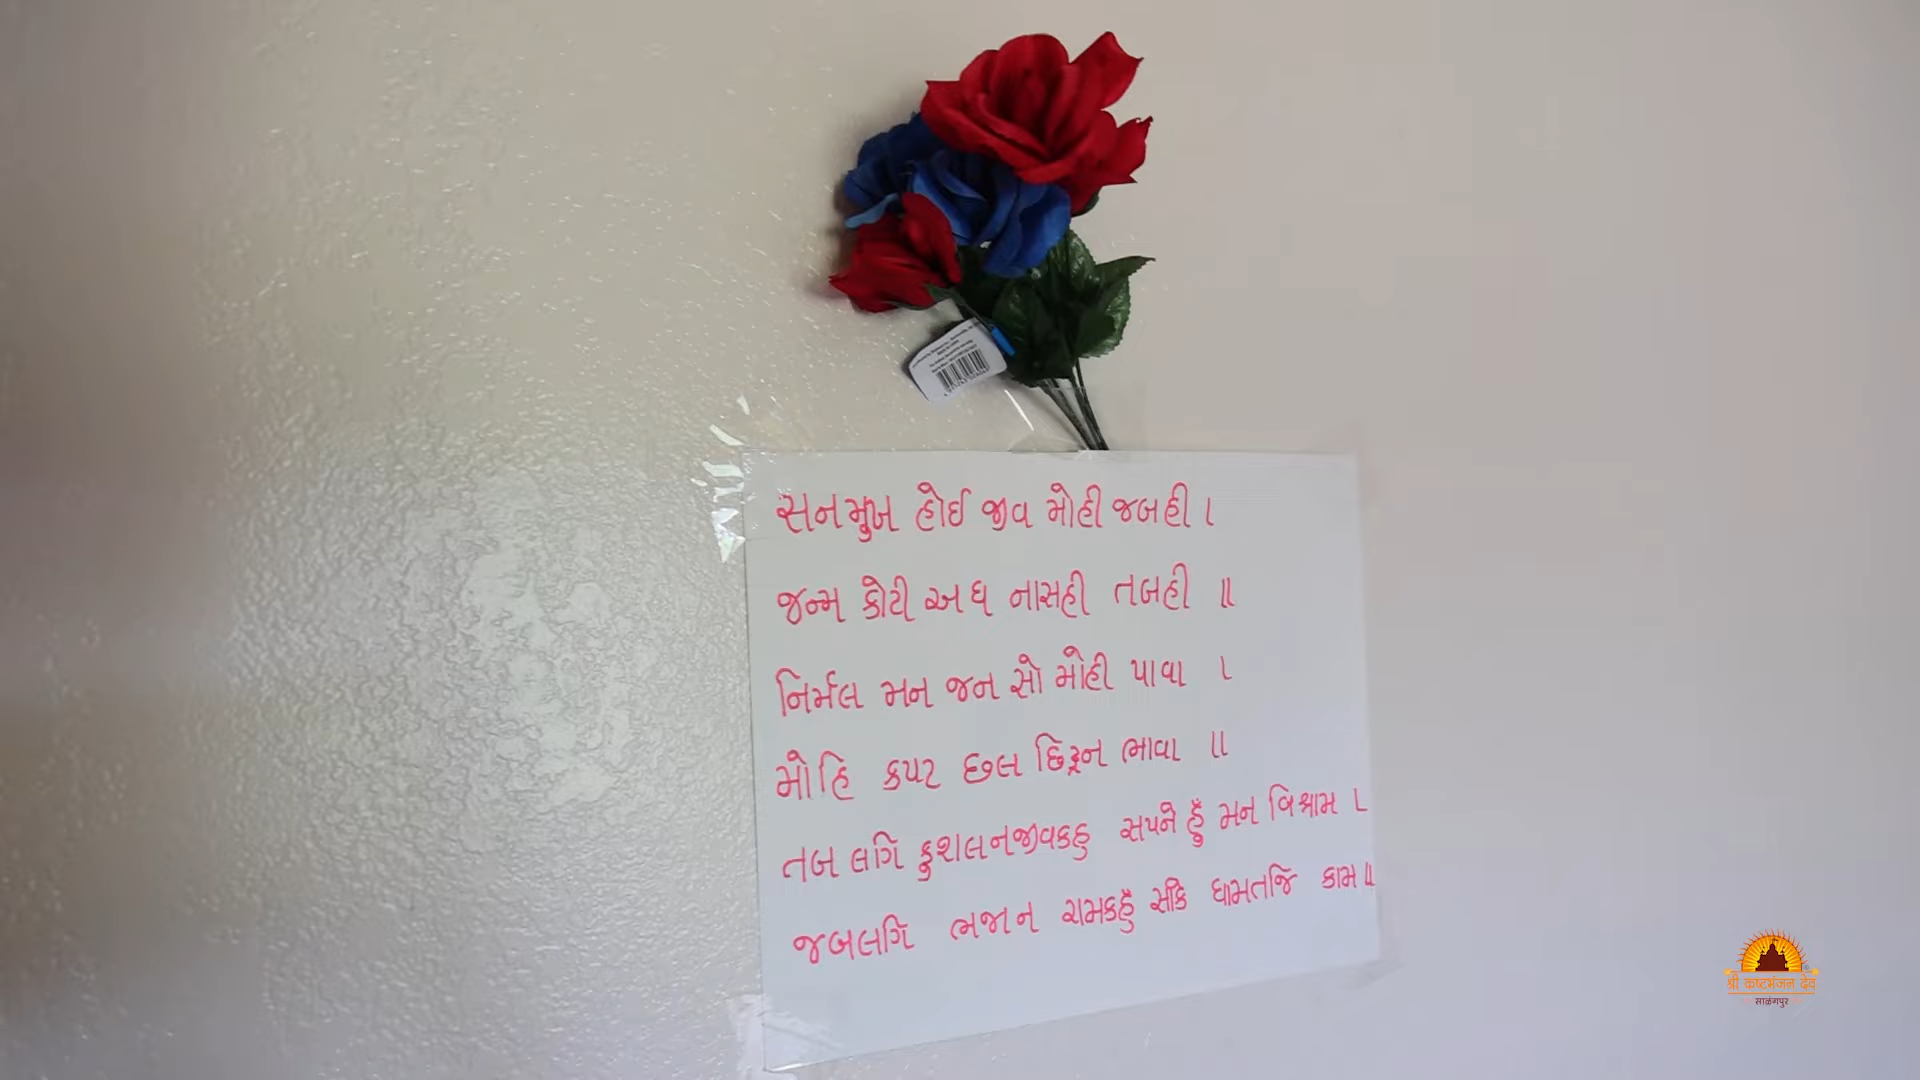 સનમુખ હોઈ જીવ મોહી જબહી ।
જન્મ કોટી અઘ નાસહી તબહી ॥
નિર્મલ મન જન સો મોહી પાવા ।
મોહિ કપટ છલ છિદ્રન ભાવા ॥
તબ લગિ કુશલનજીવકહુ સપને હૂઁ મન વિશ્રામ ।
જબલગિ ભજાન રામકહુઁ સોક ધામતજિ કામ ॥
श्री कष्टभंजन देव
साळंगपुर